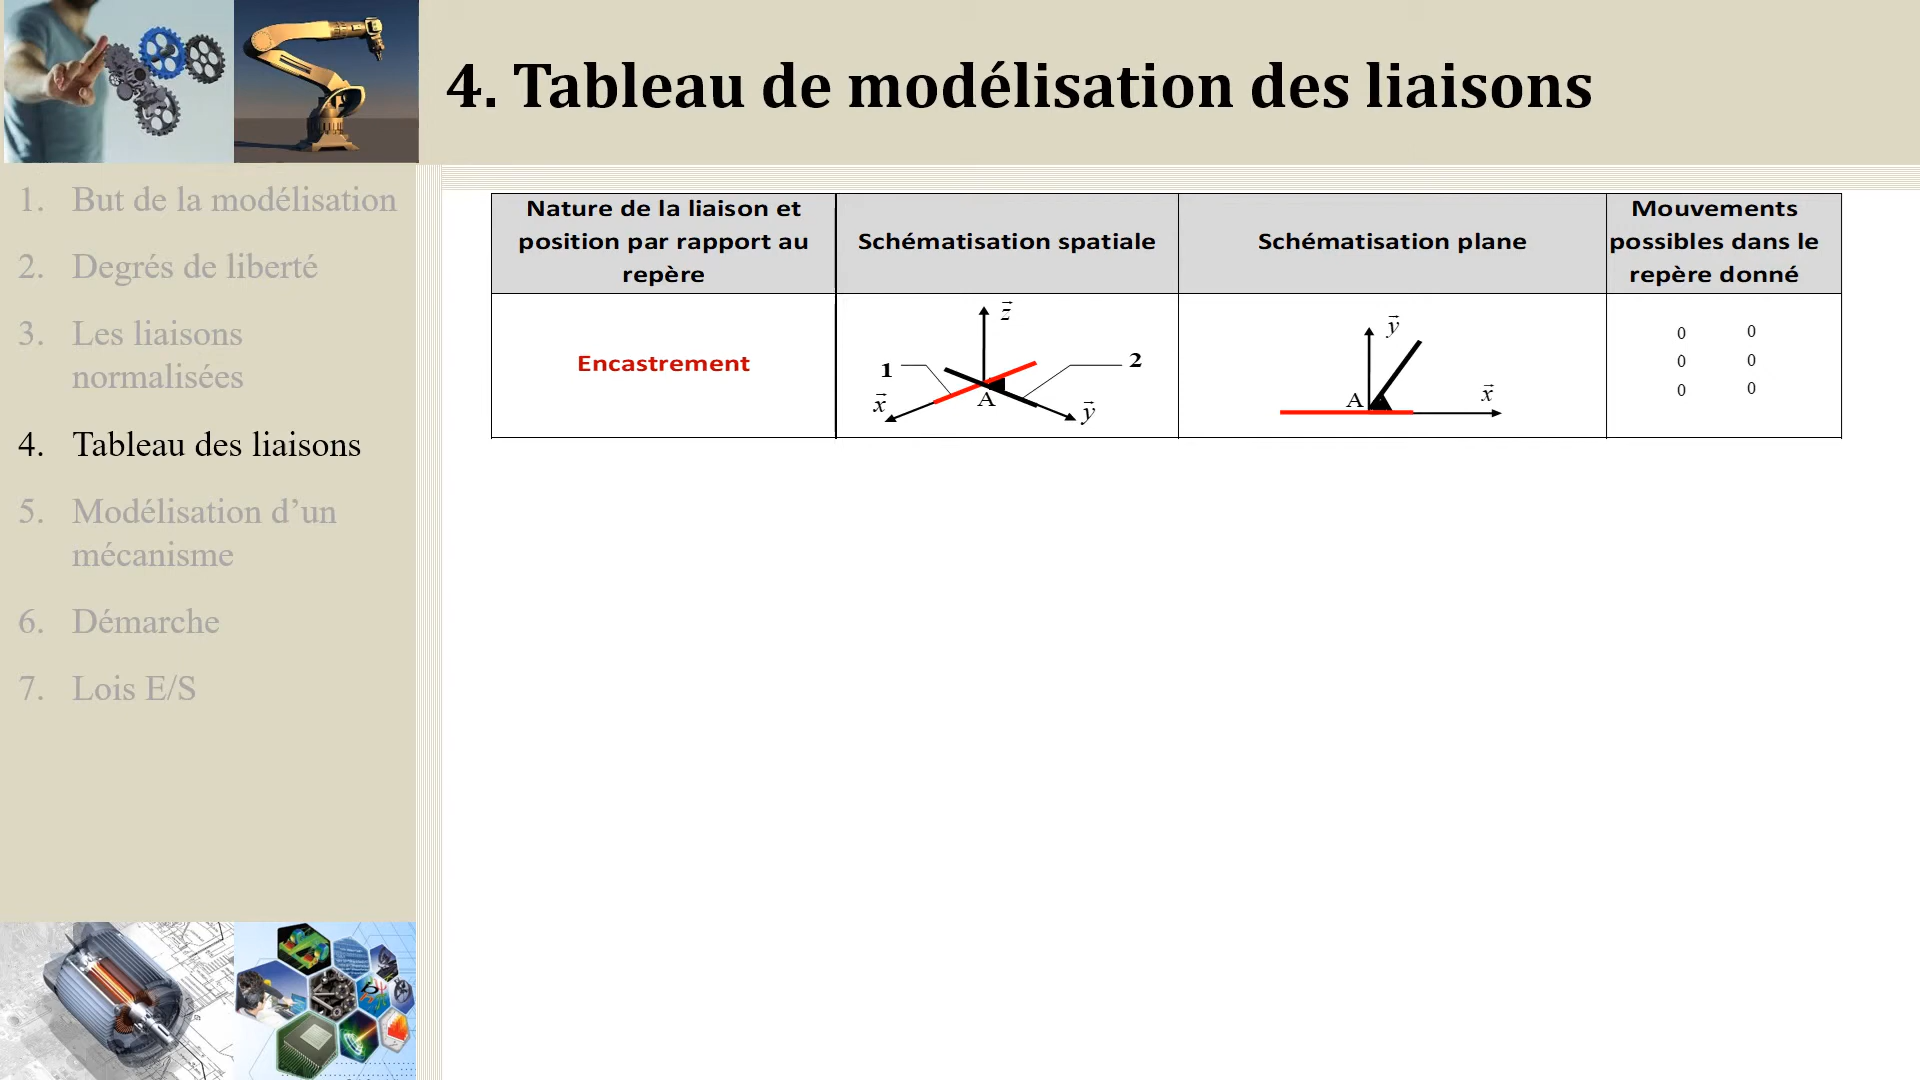 4. Tableau de modélisation des liaisons
1. But de la modélisation
2. Degrés de liberté
3. Les liaisons
normalisées
4. Tableau des liaisons
5. Modélisation d’un
mécanisme
6. Démarche
7. Lois E/S
Nature de la liaison et
position par rapport au
repère
Schématisation spatiale
Schématisation plane
Mouvements
possibles dans le
repère donné
Encastrement
z⃗
1
2
x⃗
A
y⃗
y⃗
A
x⃗
0 0
0 0
0 0